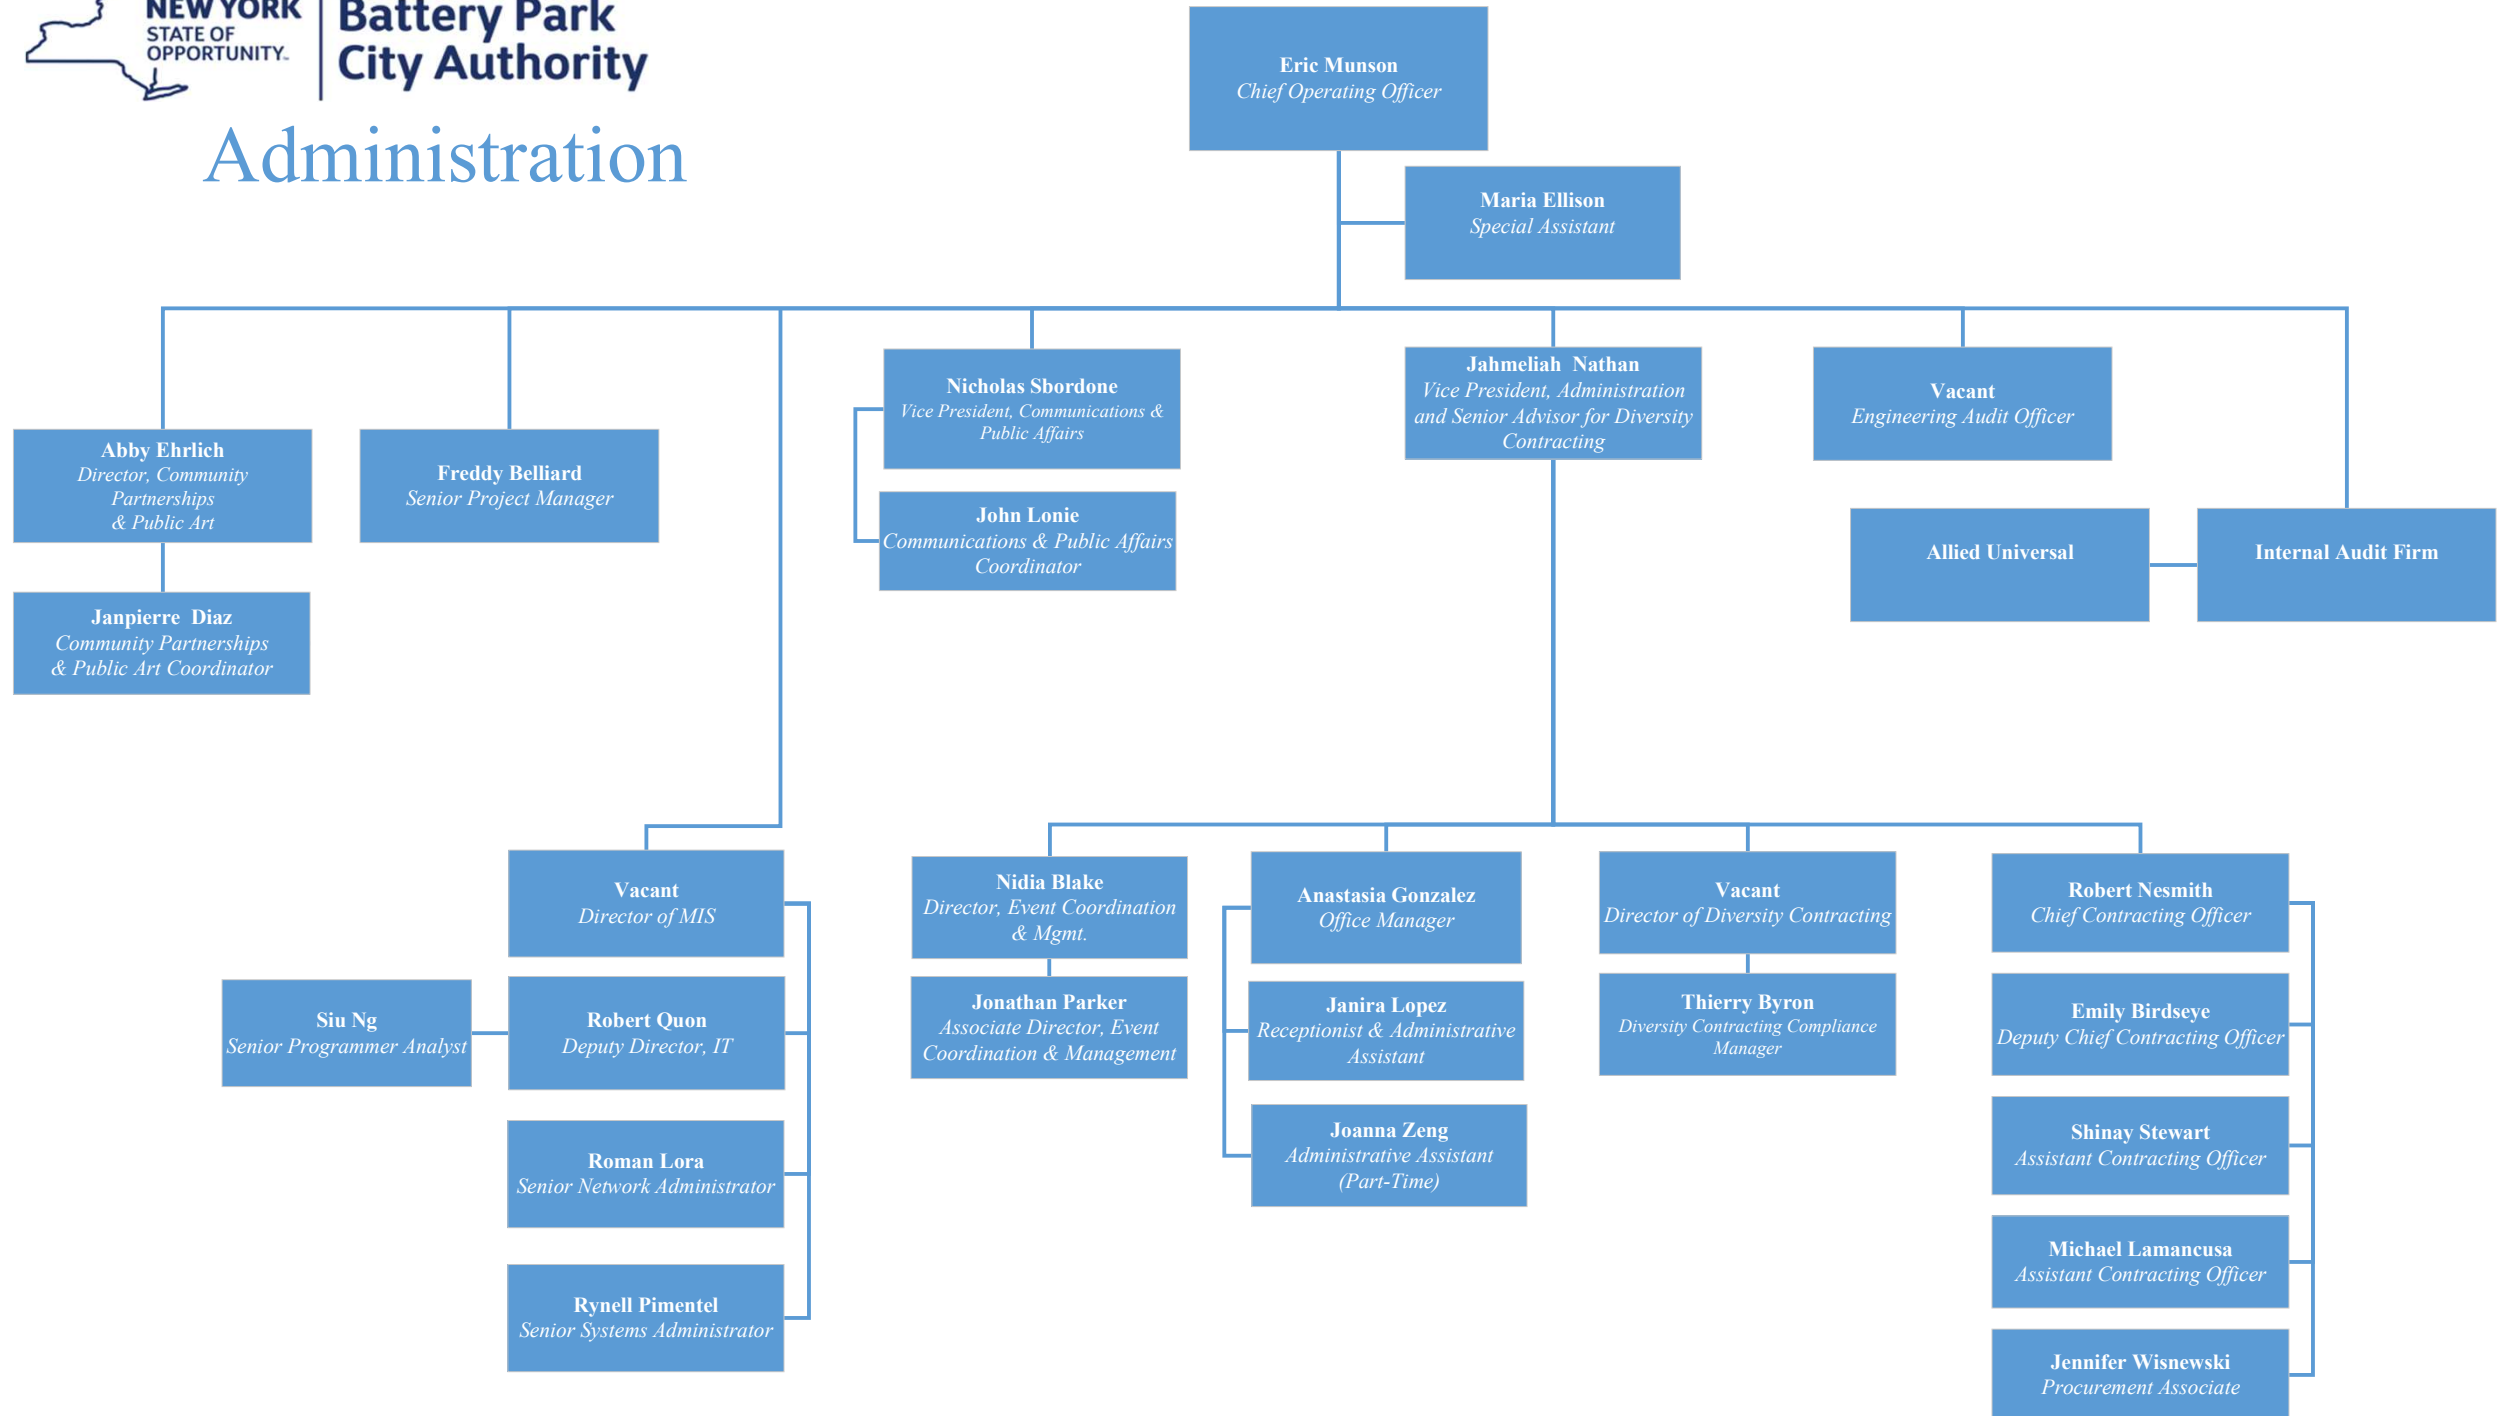 NEW YORK
STATE OF
OPPORTUNITY™
Battery Park
City Authority
Administration
Eric Munson
Chief Operating Officer
Maria Ellison
Special Assistant
Abby Ehrlich
Director, Community
Partnerships
& Public Art
Janpierre Diaz
Community Partnerships
& Public Art Coordinator
Freddy Belliard
Senior Project Manager
Nicholas Sbordone
Vice President, Communications &
Public Affairs
John Lonie
Communications & Public Affairs
Coordinator
Jahmeliah Nathan
Vice President, Administration
and Senior Advisor for Diversity
Contracting
Vacant
Engineering Audit Officer
Allied Universal
Internal Audit Firm
Vacant
Director of MIS
Siu Ng
Senior Programmer Analyst
Robert Quon
Deputy Director, IT
Roman Lora
Senior Network Administrator
Rynell Pimentel
Senior Systems Administrator
Nidia Blake
Director, Event Coordination
& Mgmt.
Jonathan Parker
Associate Director, Event
Coordination & Management
Anastasia Gonzalez
Office Manager
Janira Lopez
Receptionist & Administrative
Assistant
Joanna Zeng
Administrative Assistant
(Part-Time)
Vacant
Director of Diversity Contracting
Thierry Byron
Diversity Contracting Compliance
Manager
Robert Nesmith
Chief Contracting Officer
Emily Birdseye
Deputy Chief Contracting Officer
Shinay Stewart
Assistant Contracting Officer
Michael Lamancusa
Assistant Contracting Officer
Jennifer Wisnewski
Procurement Associate